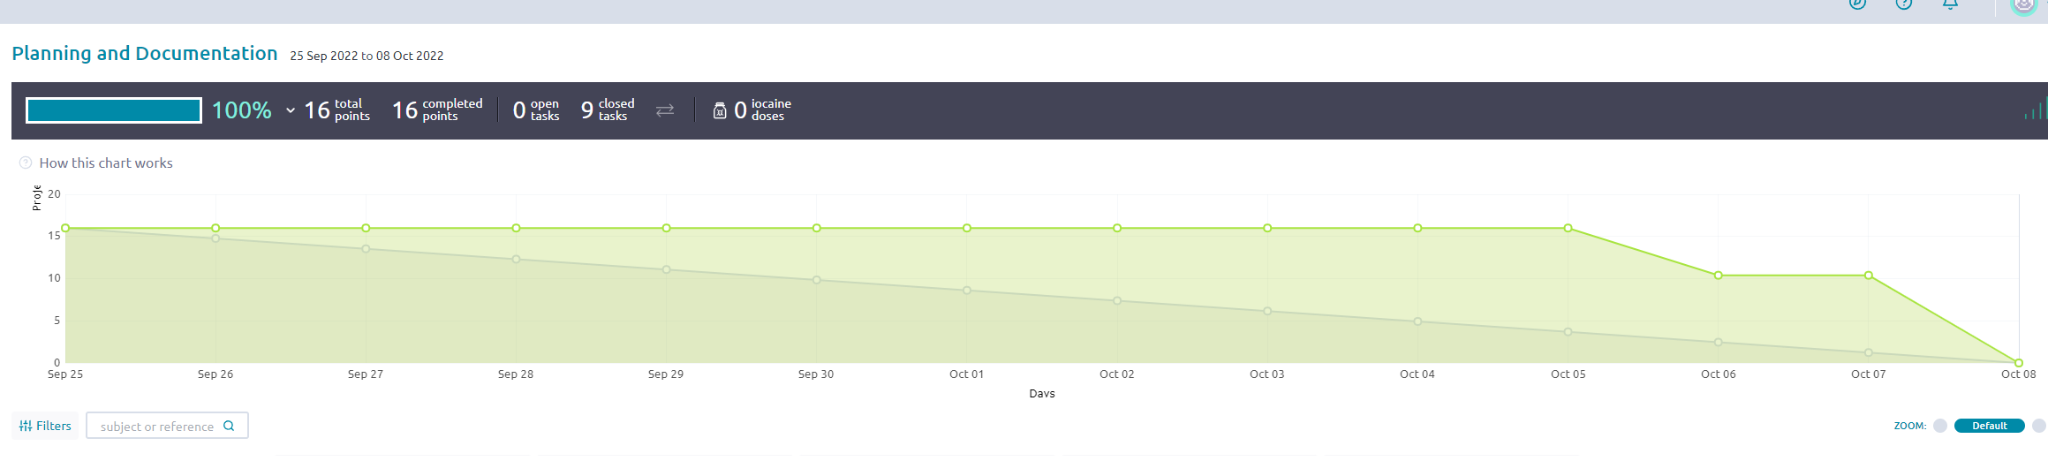 Planning and Documentation 25 Sep 2022 to 08 Oct 2022
100% 16 total points 16 completed points 0 open tasks 9 closed tasks 0 iocaine doses
How this chart works
Proje
20
15
10
5
0
Sep 25 Sep 26 Sep 27 Sep 28 Sep 29 Sep 30 Oct 01 Oct 02 Oct 03 Oct 04 Oct 05 Oct 06 Oct 07 Oct 08
Days
Filters subject or reference ZOOM: Default